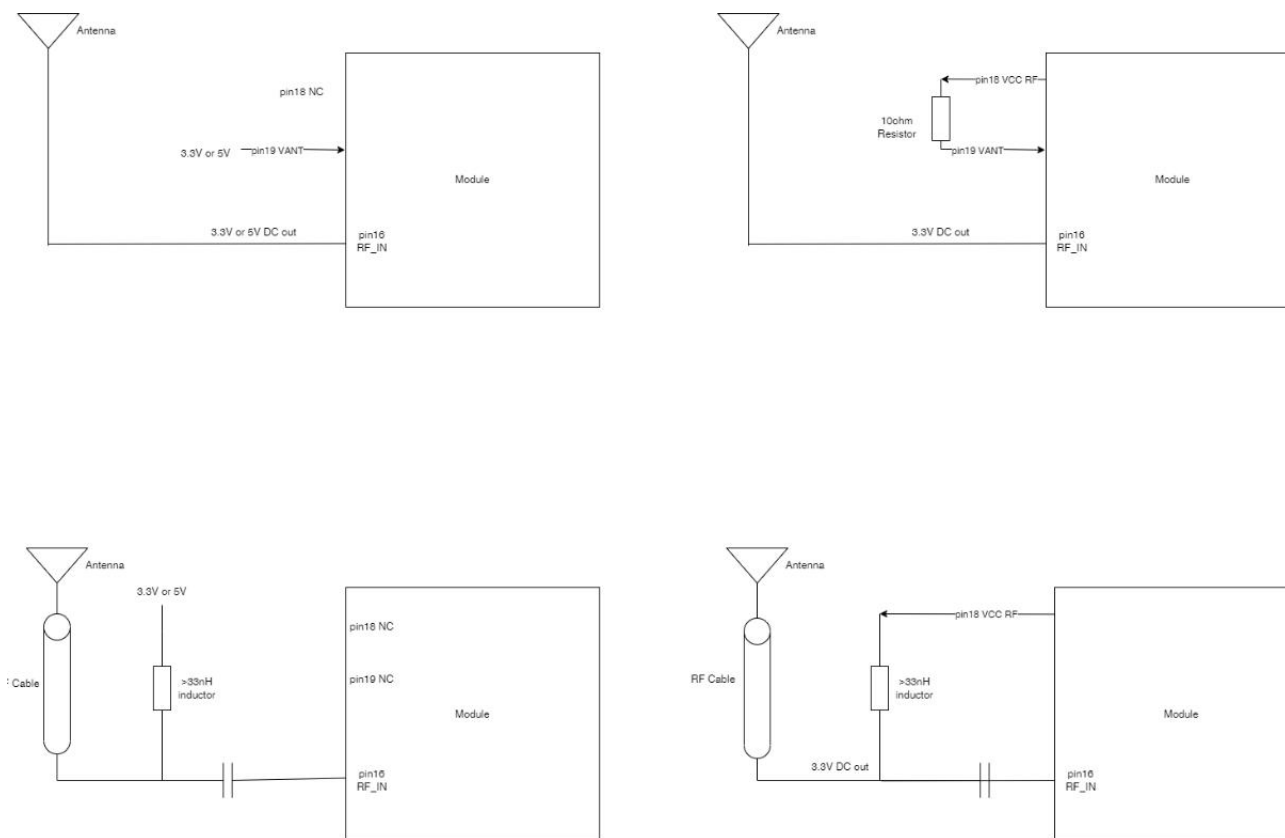 Antenna
pin18 NC
3.3V or 5V
pin19 VANT
Module
3.3V or 5V DC out
pin16
RF_IN
Antenna
pin18 VCC RF
10ohm
Resistor
pin19 VANT
Module
3.3V DC out
pin16
RF_IN
Antenna
3.3V or 5V
pin18 NC
Cable
>33nH
inductor
pin19 NC
Module
pin16
RF_IN
Antenna
pin18 VCC RF
RF Cable
>33nH
inductor
Module
3.3V DC out
pin16
RF_IN